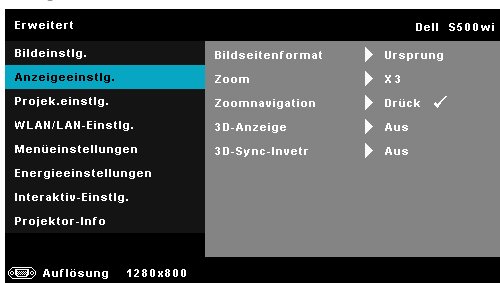 Erweitert Dell S500wi
Bildeinstlg. Bildseitenformat Ursprung
Anzeigeeinstlg. Zoom X3
Projek.einstlg. Zoomnavigation Drück ✓
WLAN/LAN-Einstlg. 3D-Anzeige Aus
Menüeinstellungen 3D-Sync-Invetr Aus
Energieeinstellungen
Interaktiv-Einstlg.
Projektor-Info
Auflösung 1280x800